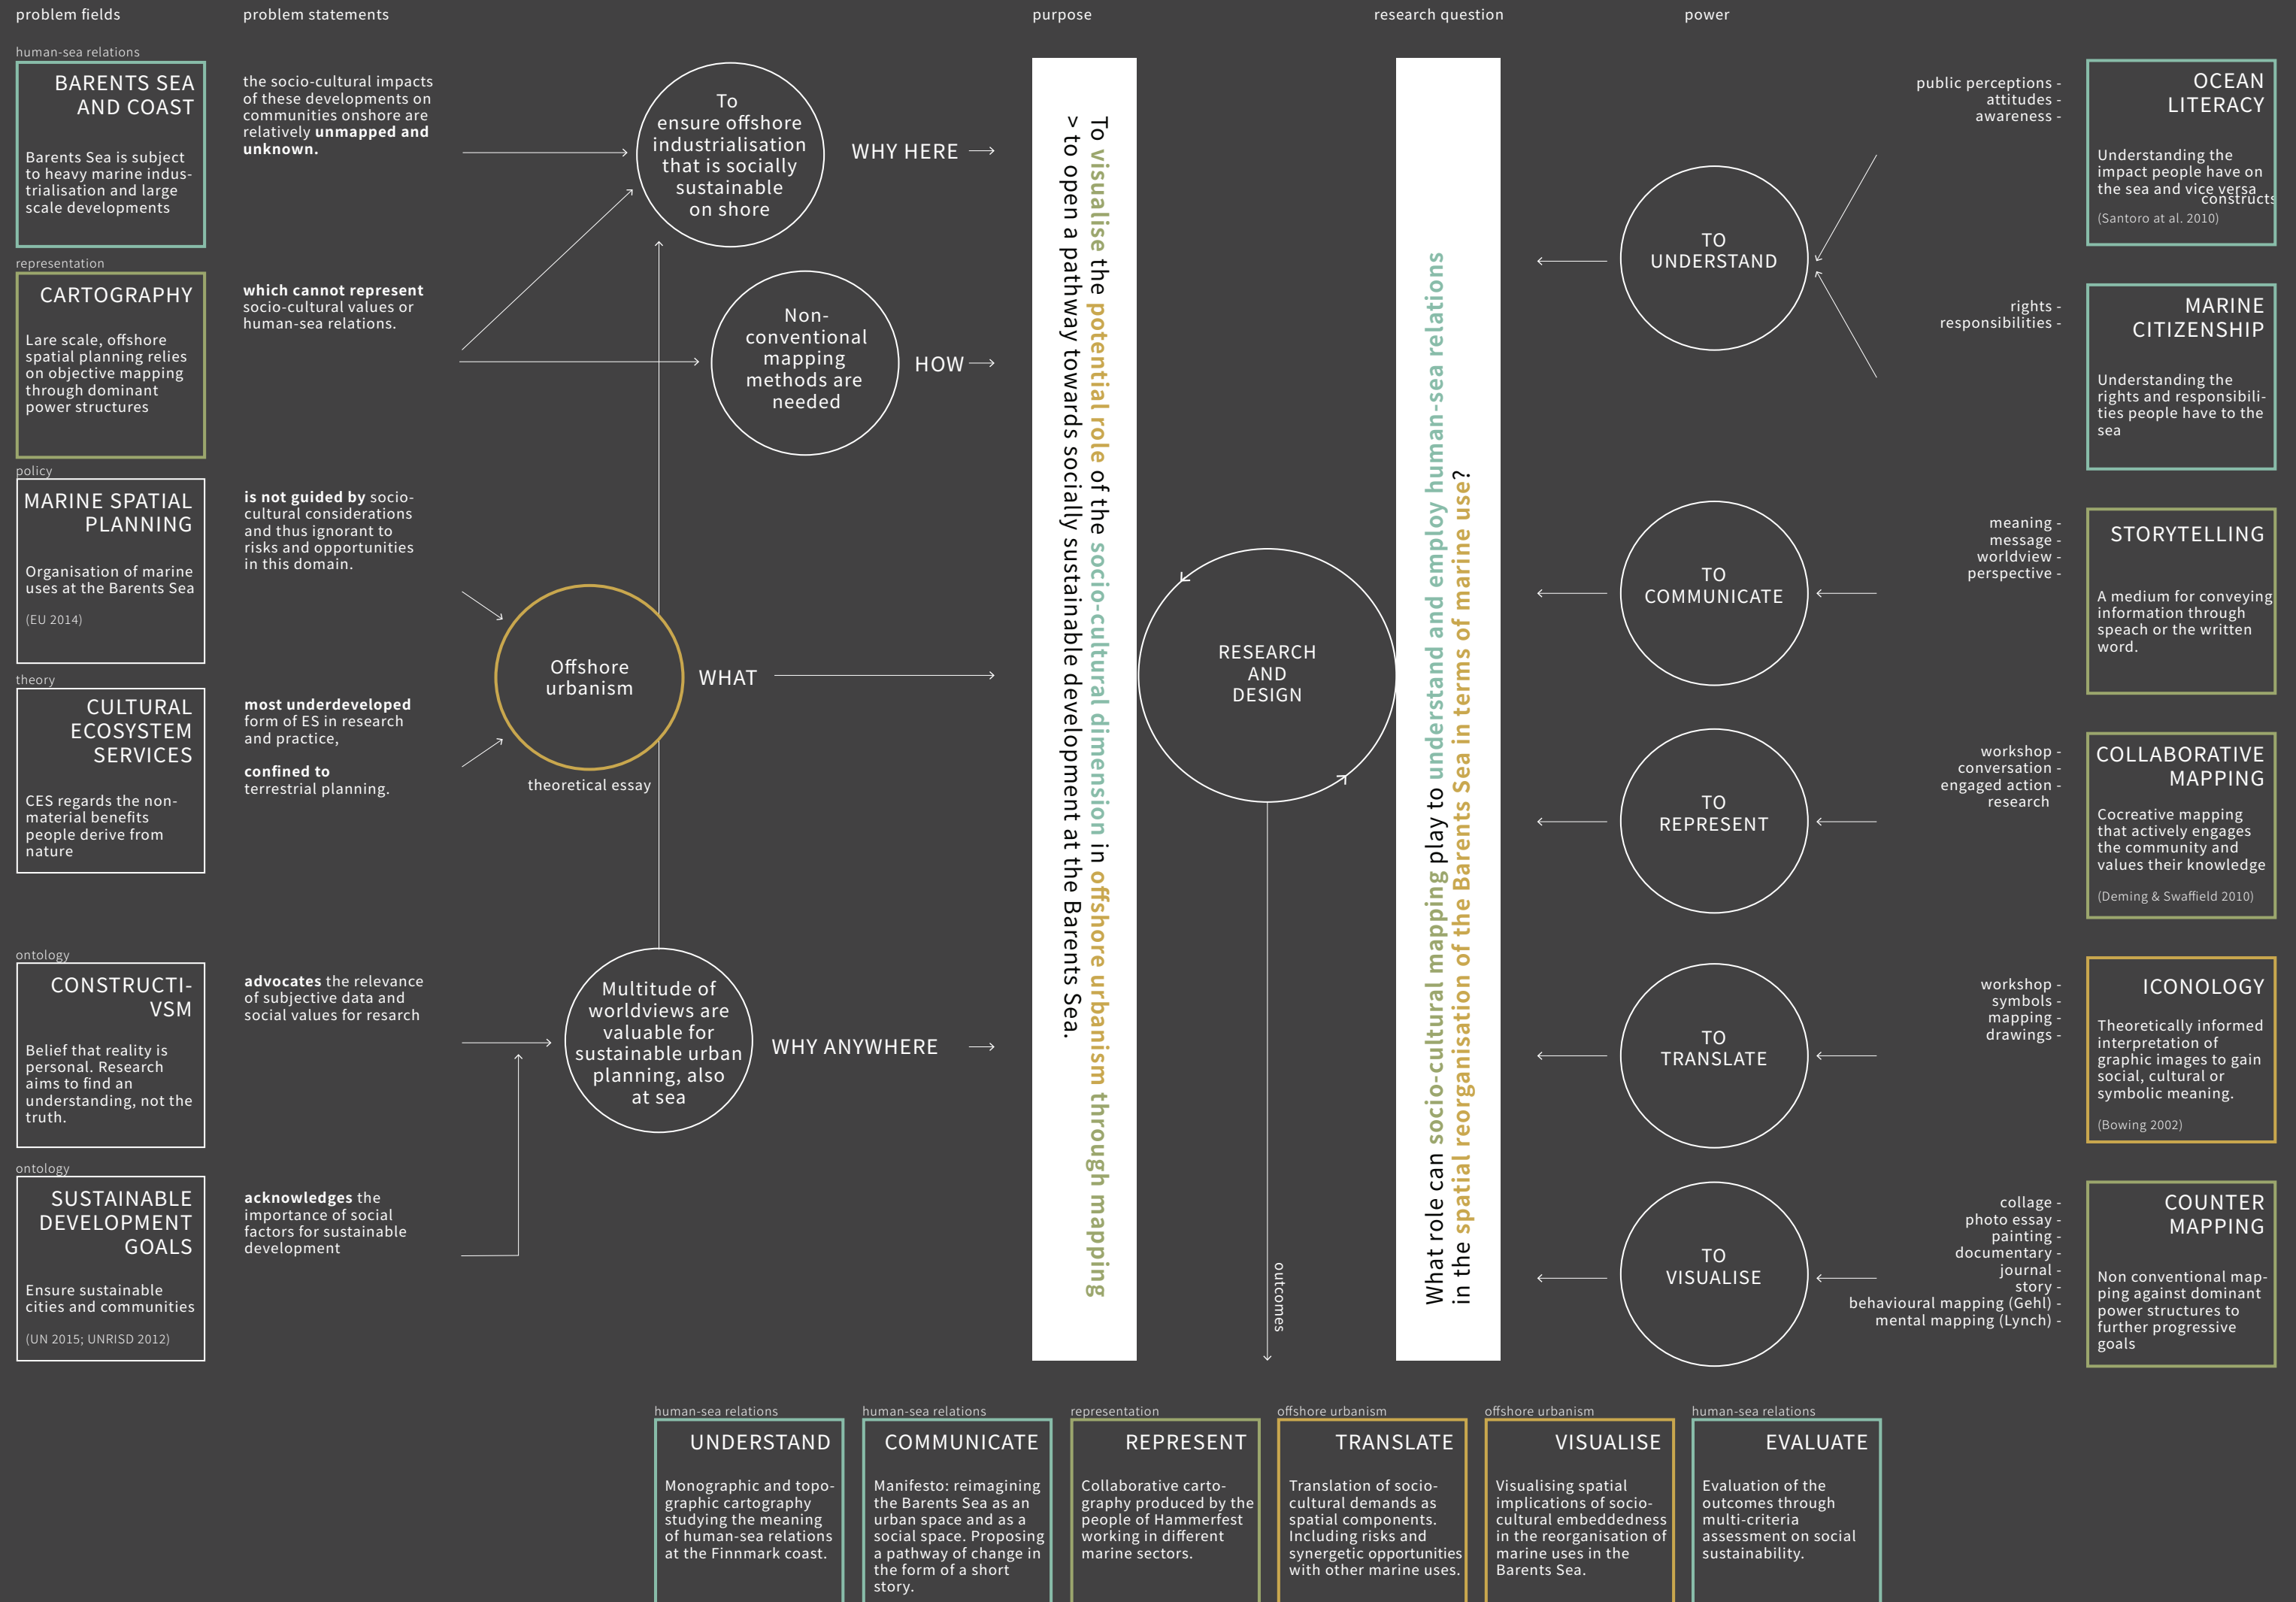 problem fields
problem statements
purpose
research question
power
human-sea relations
BARENTS SEA
AND COAST
Barents Sea is subject
to heavy marine indus-
trialisation and large
scale developments
the socio-cultural impacts
of these developments on
communities onshore are
relatively unmapped and
unknown.
representation
CARTOGRAPHY
Lare scale, offshore
spatial planning relies
on objective mapping
through dominant
power structures
which cannot represent
socio-cultural values or
human-sea relations.
policy
MARINE SPATIAL
PLANNING
Organisation of marine
uses at the Barents Sea
(EU 2014)
is not guided by socio-
cultural considerations
and thus ignorant to
risks and opportunities
in this domain.
theory
CULTURAL
ECOSYSTEM
SERVICES
CES regards the non-
material benefits
people derive from
nature
most underdeveloped
form of ES in research
and practice,
confined to
terrestrial planning.
ontology
CONSTRUCTI-
VSM
Belief that reality is
personal. Research
aims to find an
understanding, not the
truth.
advocates the relevance
of subjective data and
social values for resarch
ontology
SUSTAINABLE
DEVELOPMENT
GOALS
Ensure sustainable
cities and communities
(UN 2015; UNRISD 2012)
acknowledges the
importance of social
factors for sustainable
development
To
ensure offshore
industrialisation
that is socially
sustainable
on shore
WHY HERE
Non-
conventional
mapping
methods are
needed
HOW
Offshore
urbanism
WHAT
theoretical essay
Multitude of
worldviews are
valuable for
sustainable urban
planning, also
at sea
WHY ANYWHERE
To visualise the potential role of the socio-cultural dimension in offshore urbanism through mapping
> to open a pathway towards socially sustainable development at the Barents Sea.
RESEARCH
AND
DESIGN
outcomes
What role can socio-cultural mapping play to understand and employ human-sea relations
in the spatial reorganisation of the Barents Sea in terms of marine use?
TO
UNDERSTAND
TO
COMMUNICATE
TO
REPRESENT
TO
TRANSLATE
TO
VISUALISE
public perceptions -
attitudes -
awareness -
rights -
responsibilities -
meaning -
message -
worldview -
perspective -
workshop -
conversation -
engaged action -
research
workshop -
symbols -
mapping -
drawings -
collage -
photo essay -
painting -
documentary -
journal -
story -
behavioural mapping (Gehl) -
mental mapping (Lynch) -
OCEAN
LITERACY
Understanding the
impact people have on
the sea and vice versa
constructs
(Santoro at al. 2010)
MARINE
CITIZENSHIP
Understanding the
rights and responsibili-
ties people have to the
sea
STORYTELLING
A medium for conveying
information through
speach or the written
word.
COLLABORATIVE
MAPPING
Cocreative mapping
that actively engages
the community and
values their knowledge
(Deming & Swaffield 2010)
ICONOLOGY
Theoretically informed
interpretation of
graphic images to gain
social, cultural or
symbolic meaning.
(Bowing 2002)
COUNTER
MAPPING
Non conventional map-
ping against dominant
power structures to
further progressive
goals
human-sea relations
UNDERSTAND
Monographic and topo-
graphic cartography
studying the meaning
of human-sea relations
at the Finnmark coast.
human-sea relations
COMMUNICATE
Manifesto: reimagining
the Barents Sea as an
urban space and as a
social space. Proposing
a pathway of change in
the form of a short
story.
representation
REPRESENT
Collaborative carto-
graphy produced by the
people of Hammerfest
working in different
marine sectors.
offshore urbanism
TRANSLATE
Translation of socio-
cultural demands as
spatial components.
Including risks and
synergetic opportunities
with other marine uses.
offshore urbanism
VISUALISE
Visualising spatial
implications of socio-
cultural embeddedness
in the reorganisation of
marine uses in the
Barents Sea.
human-sea relations
EVALUATE
Evaluation of the
outcomes through
multi-criteria
assessment on social
sustainability.